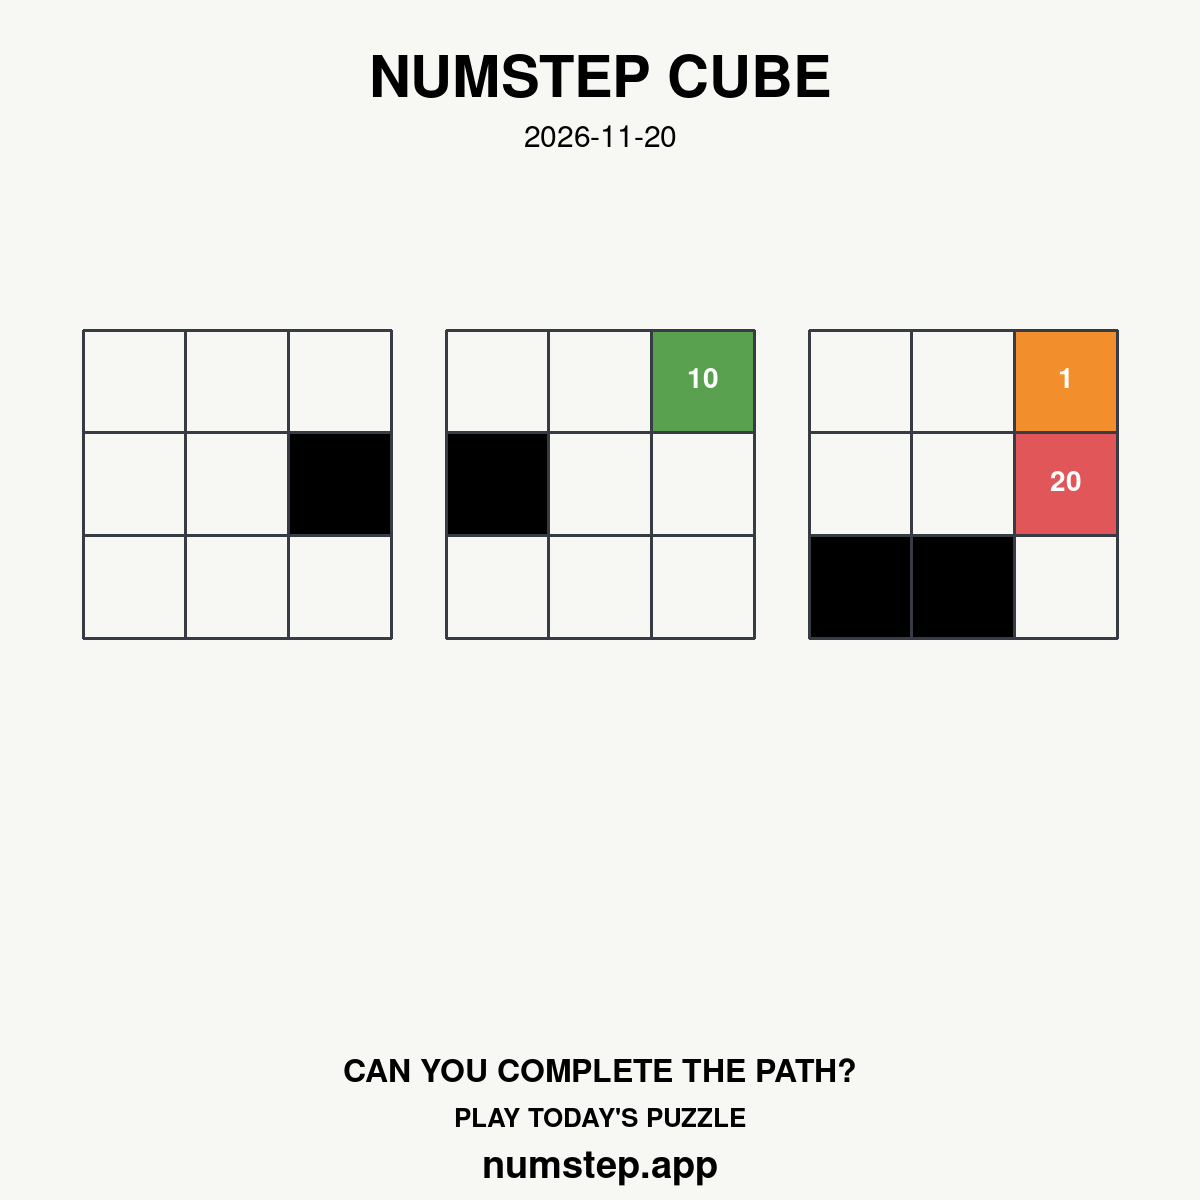 NUMSTEP CUBE
2026-11-20
10
1
20
CAN YOU COMPLETE THE PATH?
PLAY TODAY'S PUZZLE
numstep.app